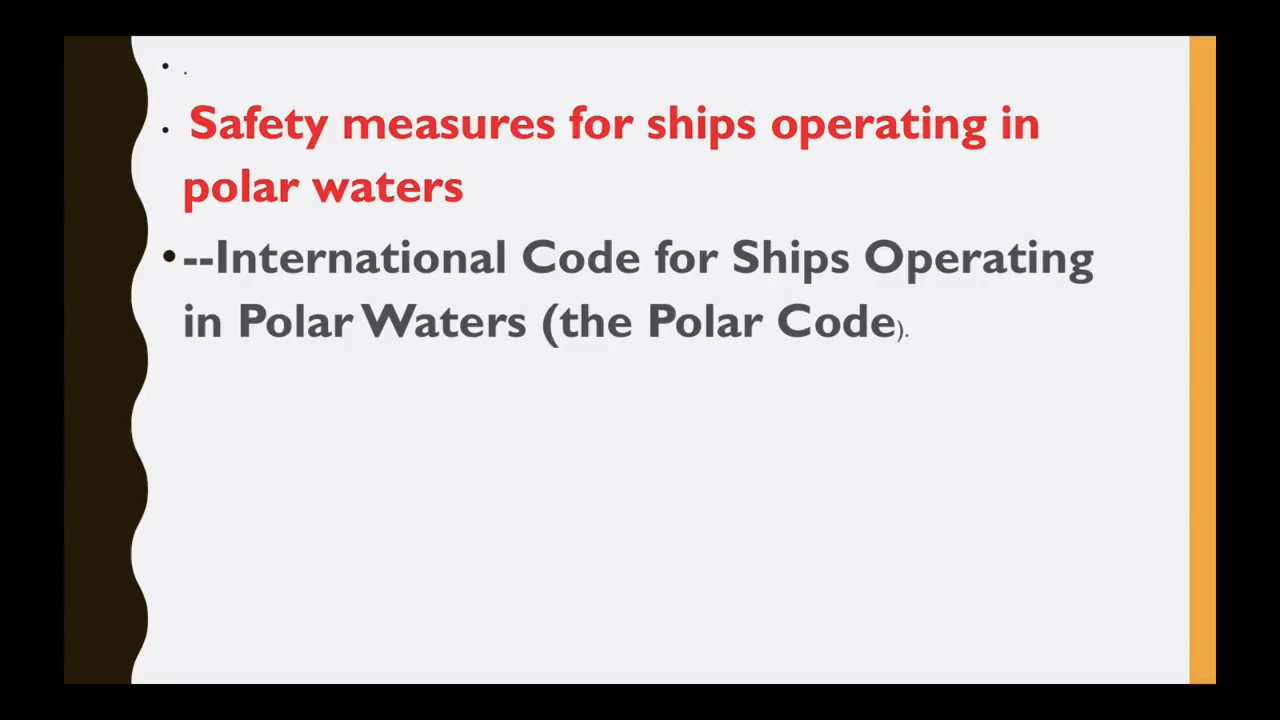 • .
• Safety measures for ships operating in
polar waters
• --International Code for Ships Operating
in Polar Waters (the Polar Code).